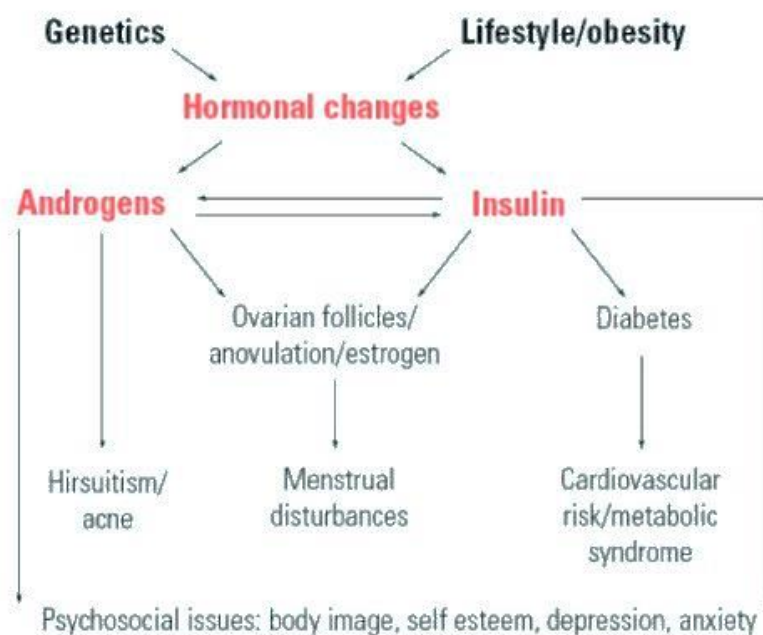 Genetics
Lifestyle/obesity
Hormonal changes
Androgens
Insulin
Ovarian follicles/
anovulation/estrogen
Diabetes
Hirsuitism/
acne
Menstrual
disturbances
Cardiovascular
risk/metabolic
syndrome
Psychosocial issues: body image, self esteem, depression, anxiety